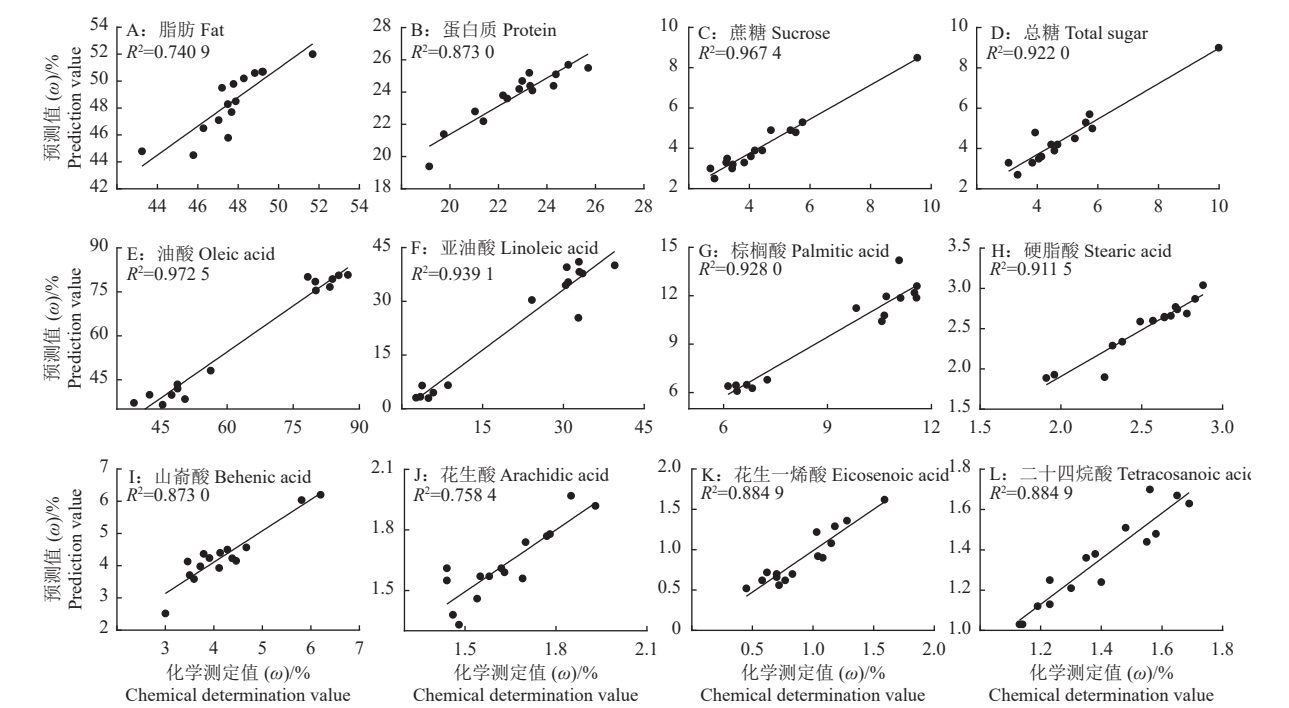 A：脂肪 Fat
R²=0.740 9
预测值 (ω)/%
Prediction value
54
52
50
48
46
44
42
44
46
48
50
52
54
B：蛋白质 Protein
R²=0.873 0
28
26
24
22
20
18
20
22
24
26
28
C：蔗糖 Sucrose
R²=0.967 4
10
8
6
4
2
4
6
8
10
D：总糖 Total sugar
R²=0.922 0
10
8
6
4
2
4
6
8
10
E：油酸 Oleic acid
R²=0.972 5
预测值 (ω)/%
Prediction value
90
75
60
45
45
60
75
90
F：亚油酸 Linoleic acid
R²=0.939 1
45
30
15
0
15
30
45
G：棕榈酸 Palmitic acid
R²=0.928 0
15
12
9
6
6
9
12
H：硬脂酸 Stearic acid
R²=0.911 5
3.5
3.0
2.5
2.0
1.5
1.5
2.0
2.5
3.0
I：山嵛酸 Behenic acid
R²=0.873 0
预测值 (ω)/%
Prediction value
7
6
5
4
3
2
3
4
5
6
7
化学测定值 (ω)/%
Chemical determination value
J：花生酸 Arachidic acid
R²=0.758 4
2.1
1.8
1.5
1.5
1.8
2.1
化学测定值 (ω)/%
Chemical determination value
K：花生一烯酸 Eicosenoic acid
R²=0.884 9
2.0
1.5
1.0
0.5
0
0.5
1.0
1.5
2.0
化学测定值 (ω)/%
Chemical determination value
L：二十四烷酸 Tetracosanoic acid
R²=0.884 9
1.8
1.6
1.4
1.2
1.0
1.2
1.4
1.6
1.8
化学测定值 (ω)/%
Chemical determination value